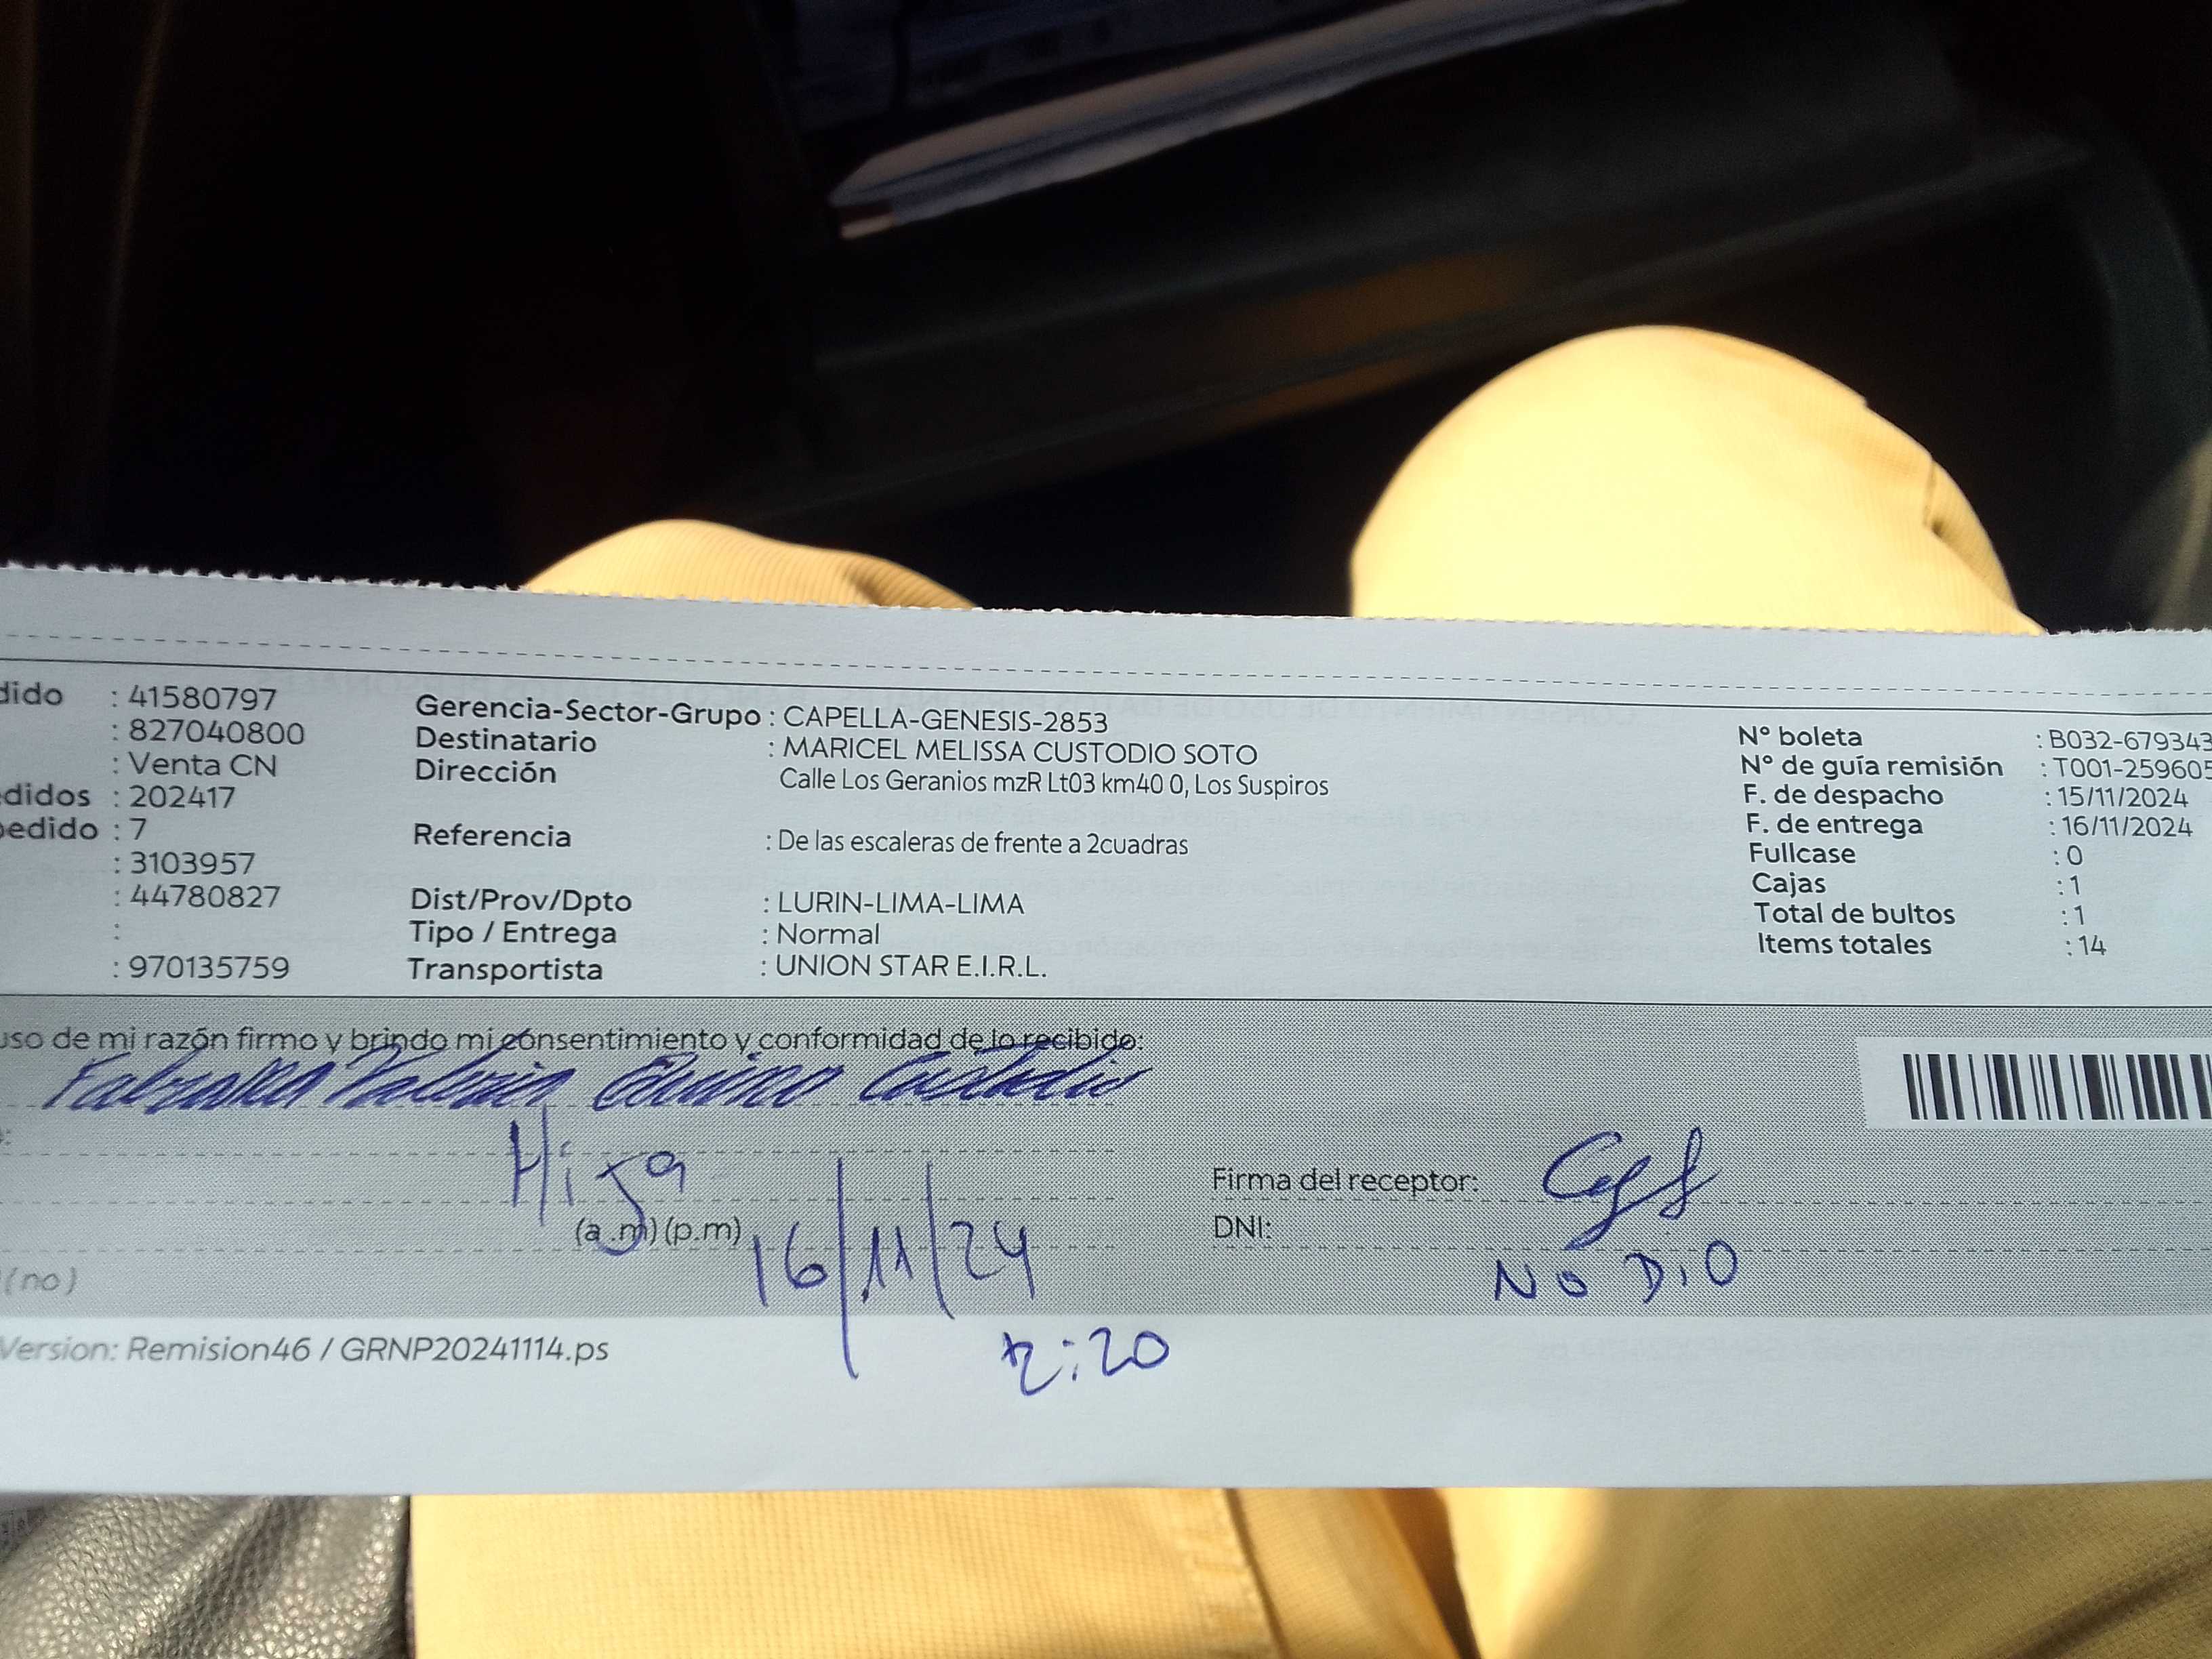 dido : 41580797
: 827040800
: Venta CN
edidos : 202417
pedido : 7
: 3103957
: 44780827
:
: 970135759
Gerencia-Sector-Grupo : CAPELLA-GENESIS-2853
Destinatario : MARICEL MELISSA CUSTODIO SOTO
Dirección Calle Los Geranios mzR Lt03 km40 0, Los Suspiros
Referencia : De las escaleras de frente a 2cuadras
Dist/Prov/Dpto : LURIN-LIMA-LIMA
Tipo / Entrega : Normal
Transportista : UNION STAR E.I.R.L.
N° boleta : B032-679343
N° de guía remisión : T001-259605
F. de despacho : 15/11/2024
F. de entrega : 16/11/2024
Fullcase : 0
Cajas : 1
Total de bultos : 1
Items totales : 14
uso de mi razón firmo y brindo mi consentimiento y conformidad de lo recibido:
Custodio
Hija
(a.m) (p.m) 16/11/24
Firma del receptor:
DNI: NO DiO
(no)
2:20
Version: Remision46 / GRNP20241114.ps